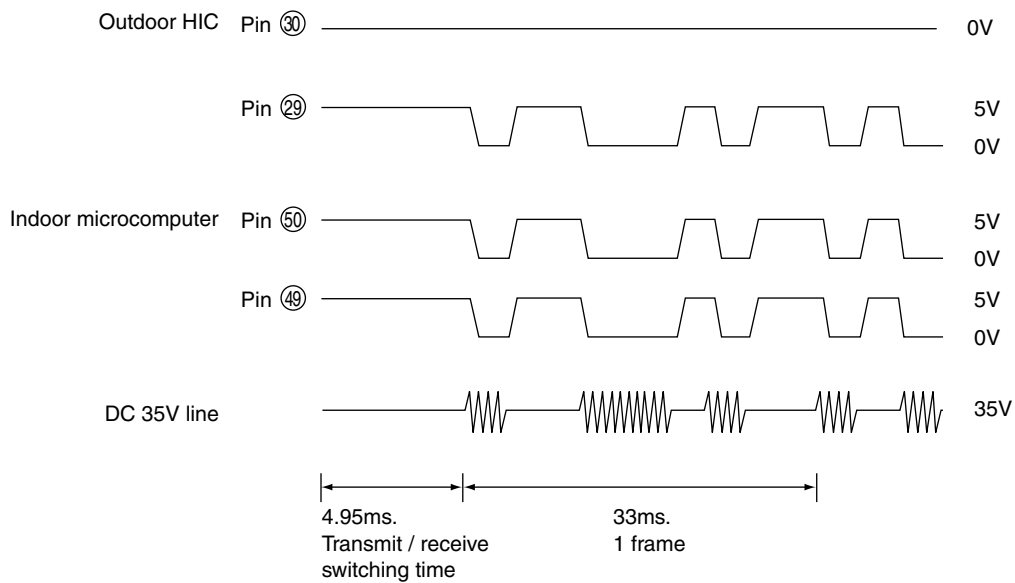 Outdoor HIC Pin ㉚ 0V
Pin ㉙ 5V
0V
Indoor microcomputer Pin ㊿ 5V
0V
Pin ㊾ 5V
0V
DC 35V line 35V
4.95ms. 33ms.
Transmit / receive 1 frame
switching time